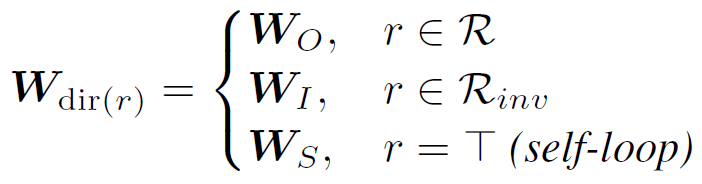 W_O, r ∈ R
W_dir(r) = { W_I, r ∈ R_inv
W_S, r = ⊤ (self-loop)